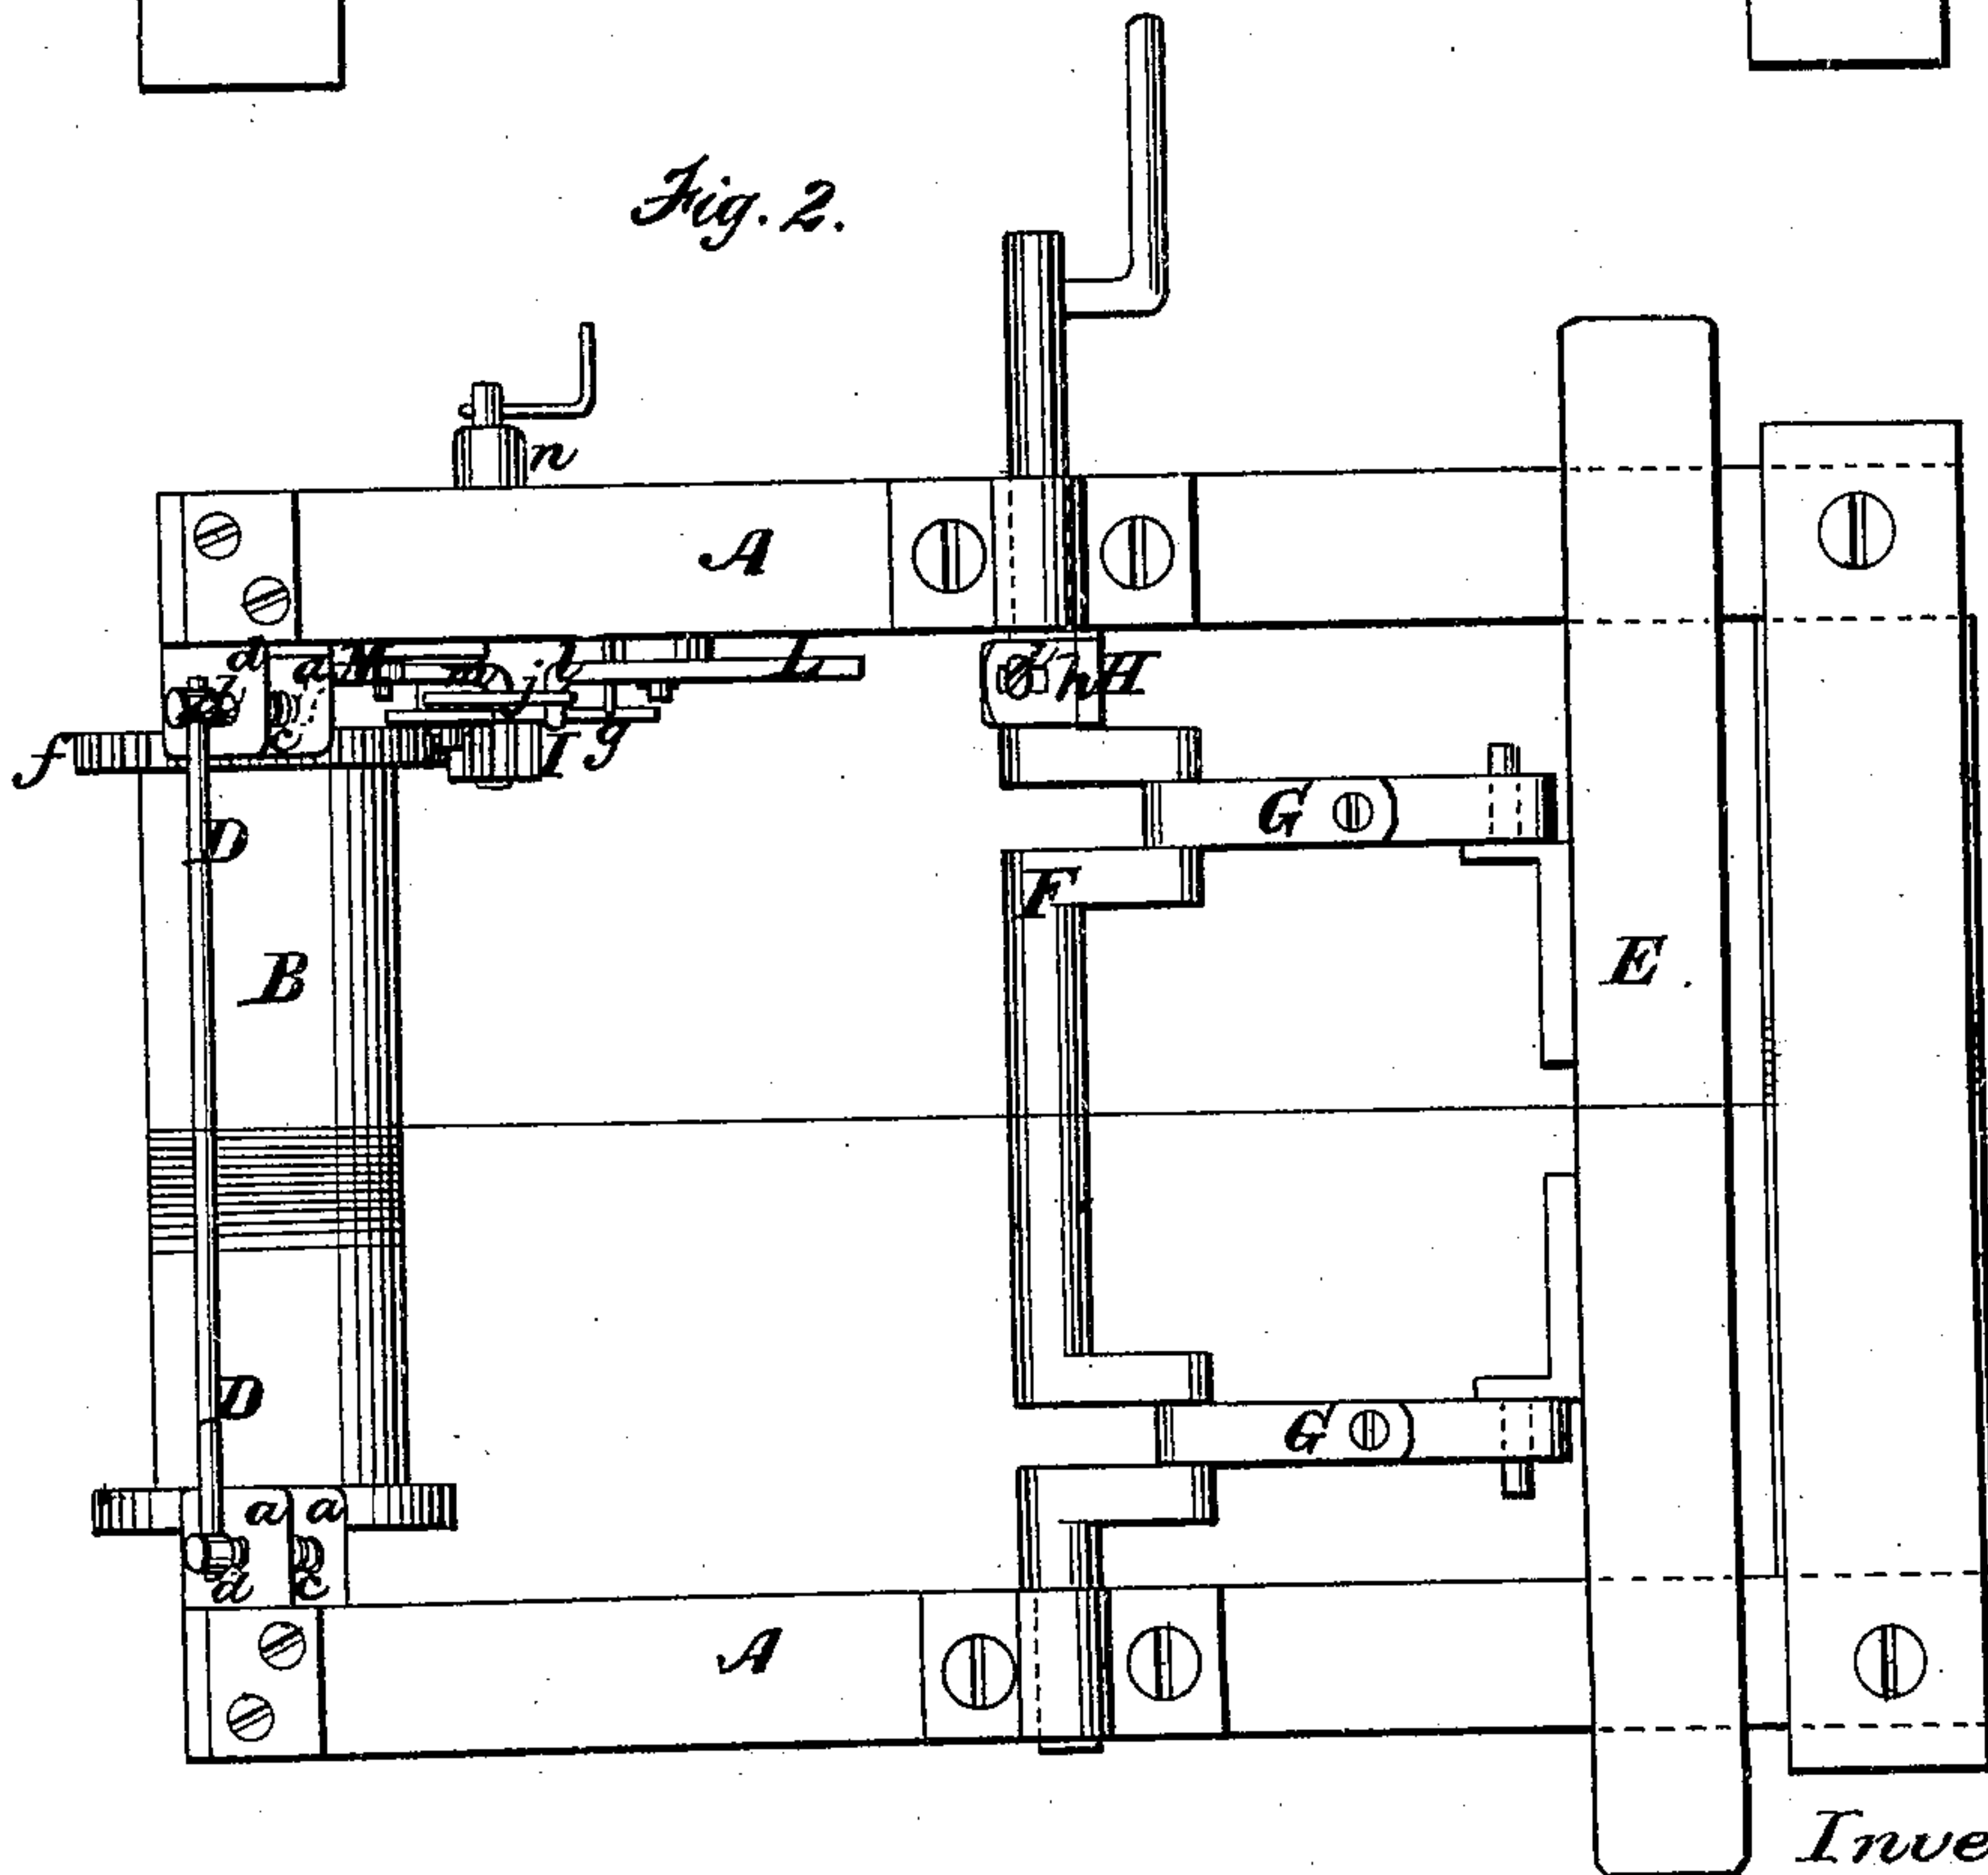 Fig. 2.
n
A
d a M m j l L
i h H
b c
f I g
G
D
F
B E.
D
G
a a
d c
A
Inve